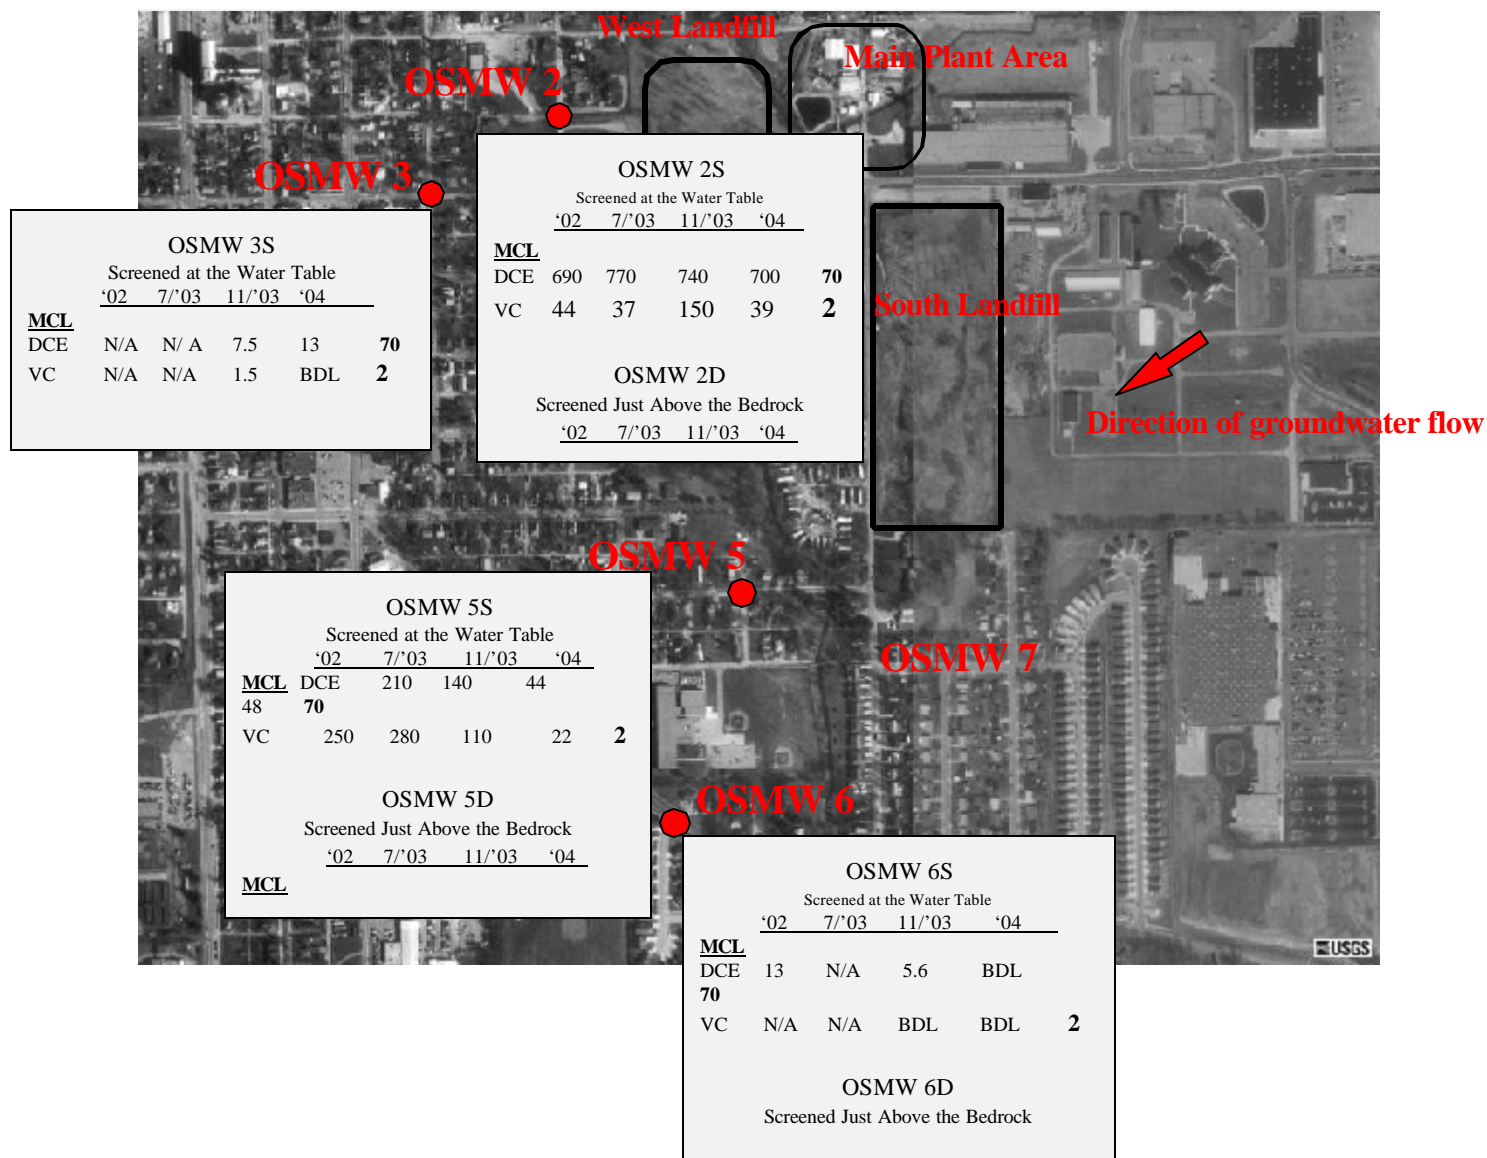 West Landfill
Main Plant Area
OSMW 2
OSMW 3
OSMW 2S
Screened at the Water Table
‘02 7/’03 11/’03 ‘04
MCL
DCE 690 770 740 700 70
VC 44 37 150 39 2
OSMW 2D
Screened Just Above the Bedrock
‘02 7/’03 11/’03 ‘04
OSMW 3S
Screened at the Water Table
‘02 7/’03 11/’03 ‘04
MCL
DCE N/A N/ A 7.5 13 70
VC N/A N/A 1.5 BDL 2
South Landfill
Direction of groundwater flow
OSMW 5
OSMW 5S
Screened at the Water Table
‘02 7/’03 11/’03 ‘04
MCL DCE 210 140 44
48 70
VC 250 280 110 22 2
OSMW 5D
Screened Just Above the Bedrock
‘02 7/’03 11/’03 ‘04
MCL
OSMW 7
OSMW 6
OSMW 6S
Screened at the Water Table
‘02 7/’03 11/’03 ‘04
MCL
DCE 13 N/A 5.6 BDL
70
VC N/A N/A BDL BDL 2
OSMW 6D
Screened Just Above the Bedrock
USGS